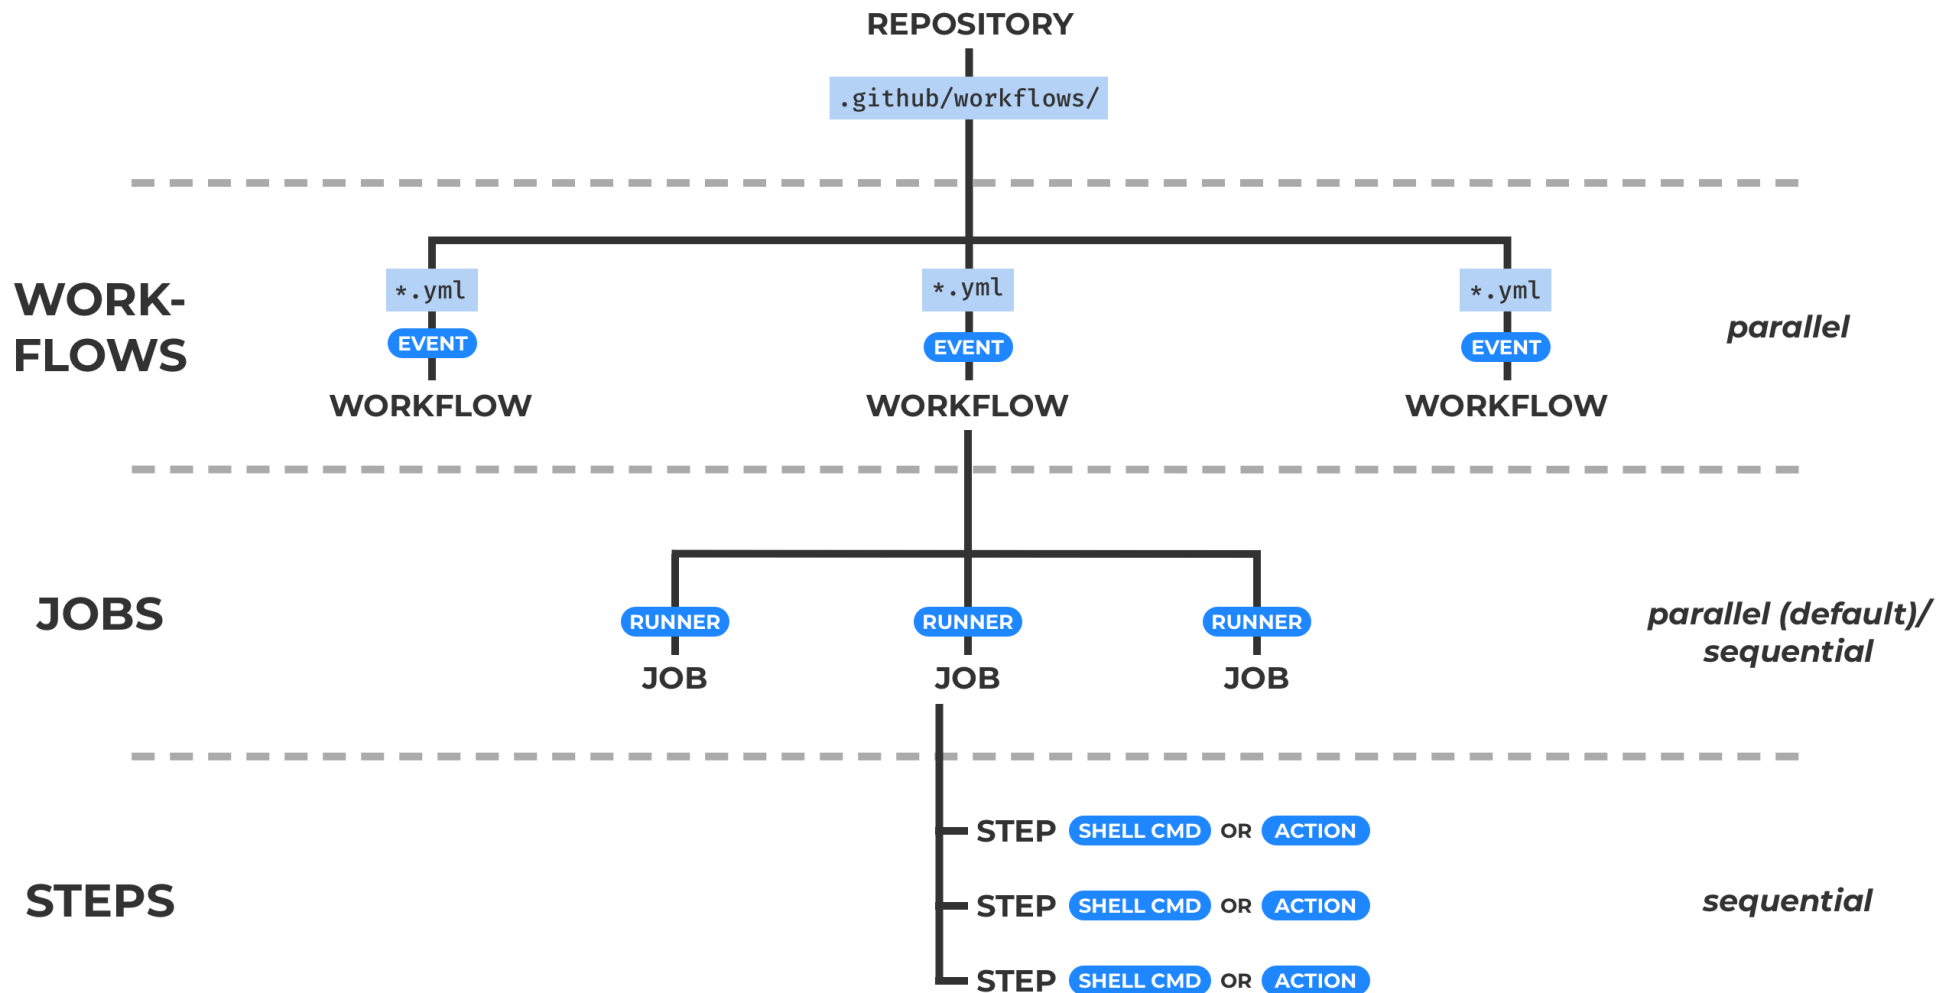 REPOSITORY
.github/workflows/
WORK-
FLOWS
*.yml
*.yml
*.yml
EVENT
EVENT
EVENT
parallel
WORKFLOW
WORKFLOW
WORKFLOW
JOBS
RUNNER
RUNNER
RUNNER
parallel (default)/
sequential
JOB
JOB
JOB
STEPS
STEP SHELL CMD OR ACTION
STEP SHELL CMD OR ACTION
sequential
STEP SHELL CMD OR ACTION